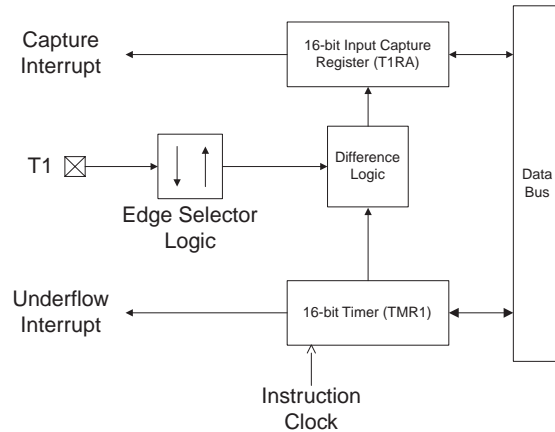 Capture
Interrupt
16-bit Input Capture
Register (T1RA)
T1
Edge Selector
Logic
Difference
Logic
Data
Bus
Underflow
Interrupt
16-bit Timer (TMR1)
Instruction
Clock